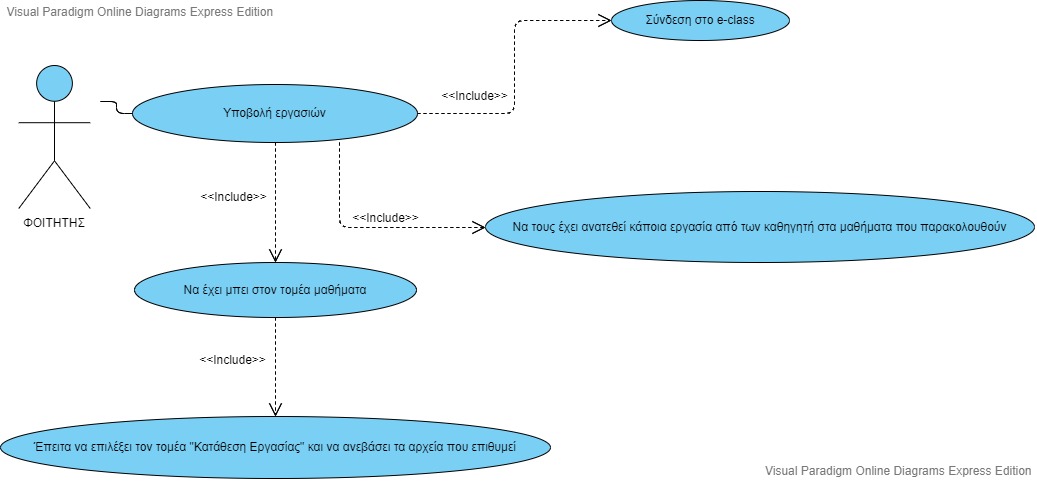 Visual Paradigm Online Diagrams Express Edition
Σύνδεση στο e-class
<<Include>>
Υποβολή εργασιών
<<Include>>
ΦΟΙΤΗΤΗΣ
<<Include>>
Να τους έχει ανατεθεί κάποια εργασία από των καθηγητή στα μαθήματα που παρακολουθούν
Να έχει μπει στον τομέα μαθήματα
<<Include>>
Έπειτα να επιλέξει τον τομέα "Κατάθεση Εργασίας" και να ανεβάσει τα αρχεία που επιθυμεί
Visual Paradigm Online Diagrams Express Edition